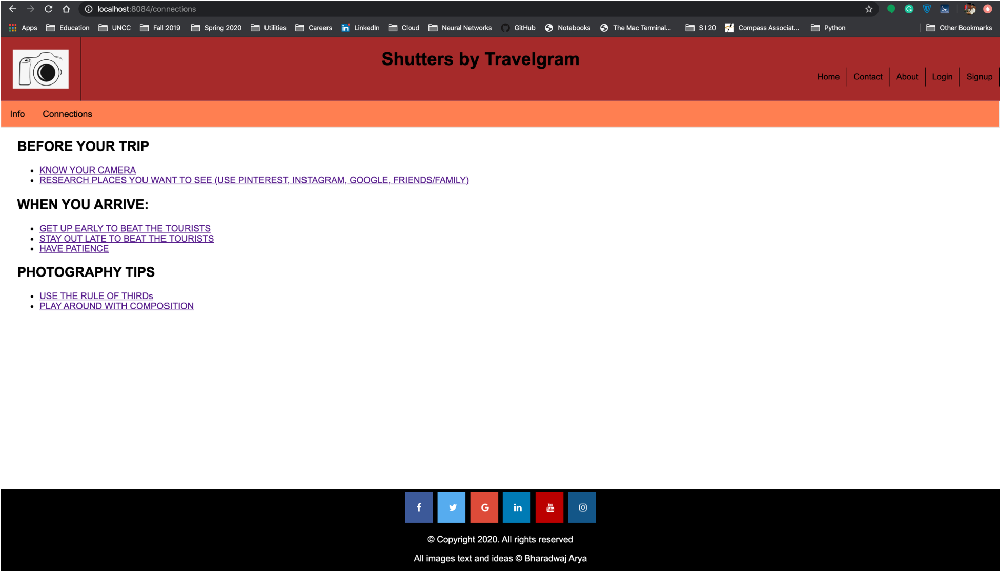 localhost:8084/connections
Apps Education UNCC Fall 2019 Spring 2020 Utilities Careers LinkedIn Cloud Neural Networks GitHub Notebooks The Mac Terminal... S I 20 Compass Associat... Python Other Bookmarks
Shutters by Travelgram
Home Contact About Login Signup
Info Connections
BEFORE YOUR TRIP
KNOW YOUR CAMERA
RESEARCH PLACES YOU WANT TO SEE (USE PINTEREST, INSTAGRAM, GOOGLE, FRIENDS/FAMILY)
WHEN YOU ARRIVE:
GET UP EARLY TO BEAT THE TOURISTS
STAY OUT LATE TO BEAT THE TOURISTS
HAVE PATIENCE
PHOTOGRAPHY TIPS
USE THE RULE OF THIRDs
PLAY AROUND WITH COMPOSITION
f G in You Tube
© Copyright 2020. All rights reserved
All images text and ideas © Bharadwaj Arya